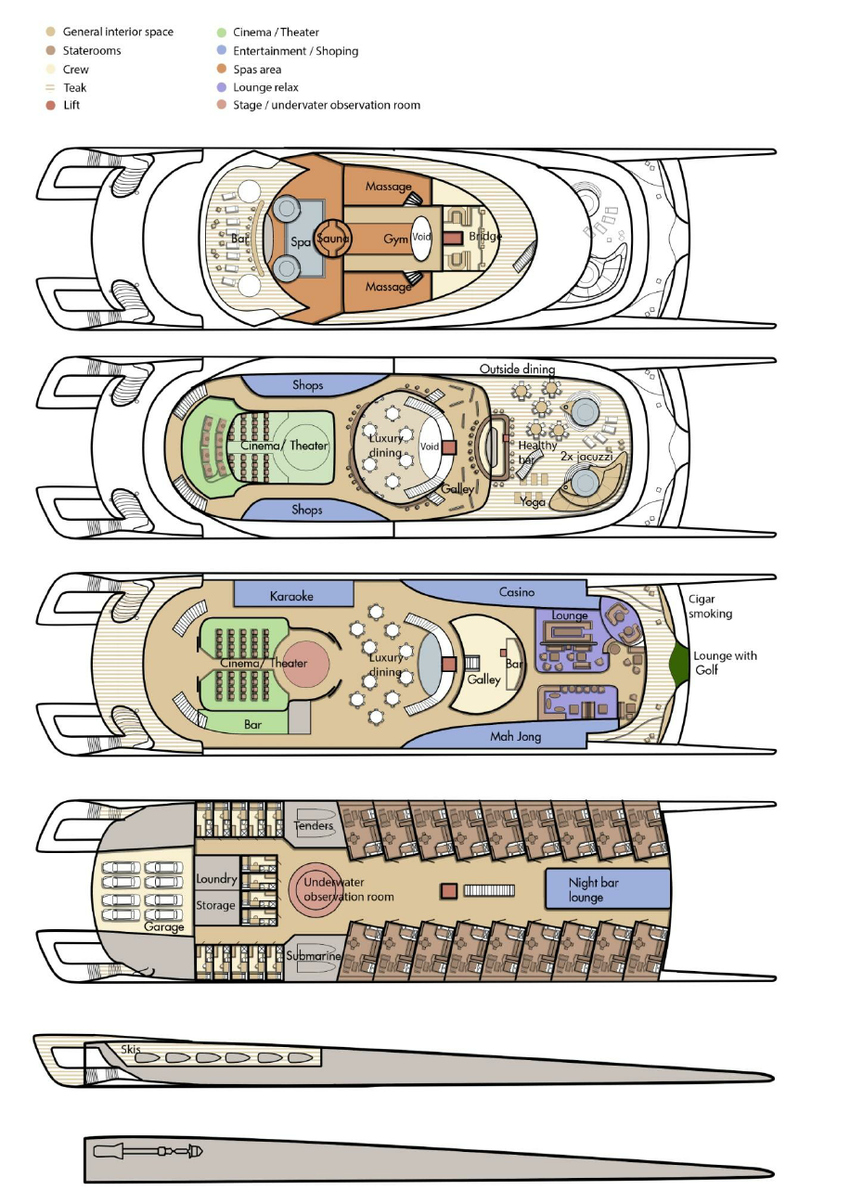 General interior space
Staterooms
Crew
Teak
Lift
Cinema / Theater
Entertainment / Shoping
Spas area
Lounge relax
Stage / undervater observation room
Massage
Bar
Spa
Sauna
Gym
Void
Bridge
Massage
Outside dining
Shops
Cinema/ Theater
Luxury
dining
Void
Healthy
bar
2x jacuzzi
Galley
Yoga
Shops
Karaoke
Casino
Cigar
smoking
Lounge
Cinema/ Theater
Luxury
dining
Bar
Galley
Lounge with
Golf
Bar
Mah Jong
Tenders
Loundry
Underwater
observation room
Night bar
lounge
Storage
Garage
Submarine
Skis